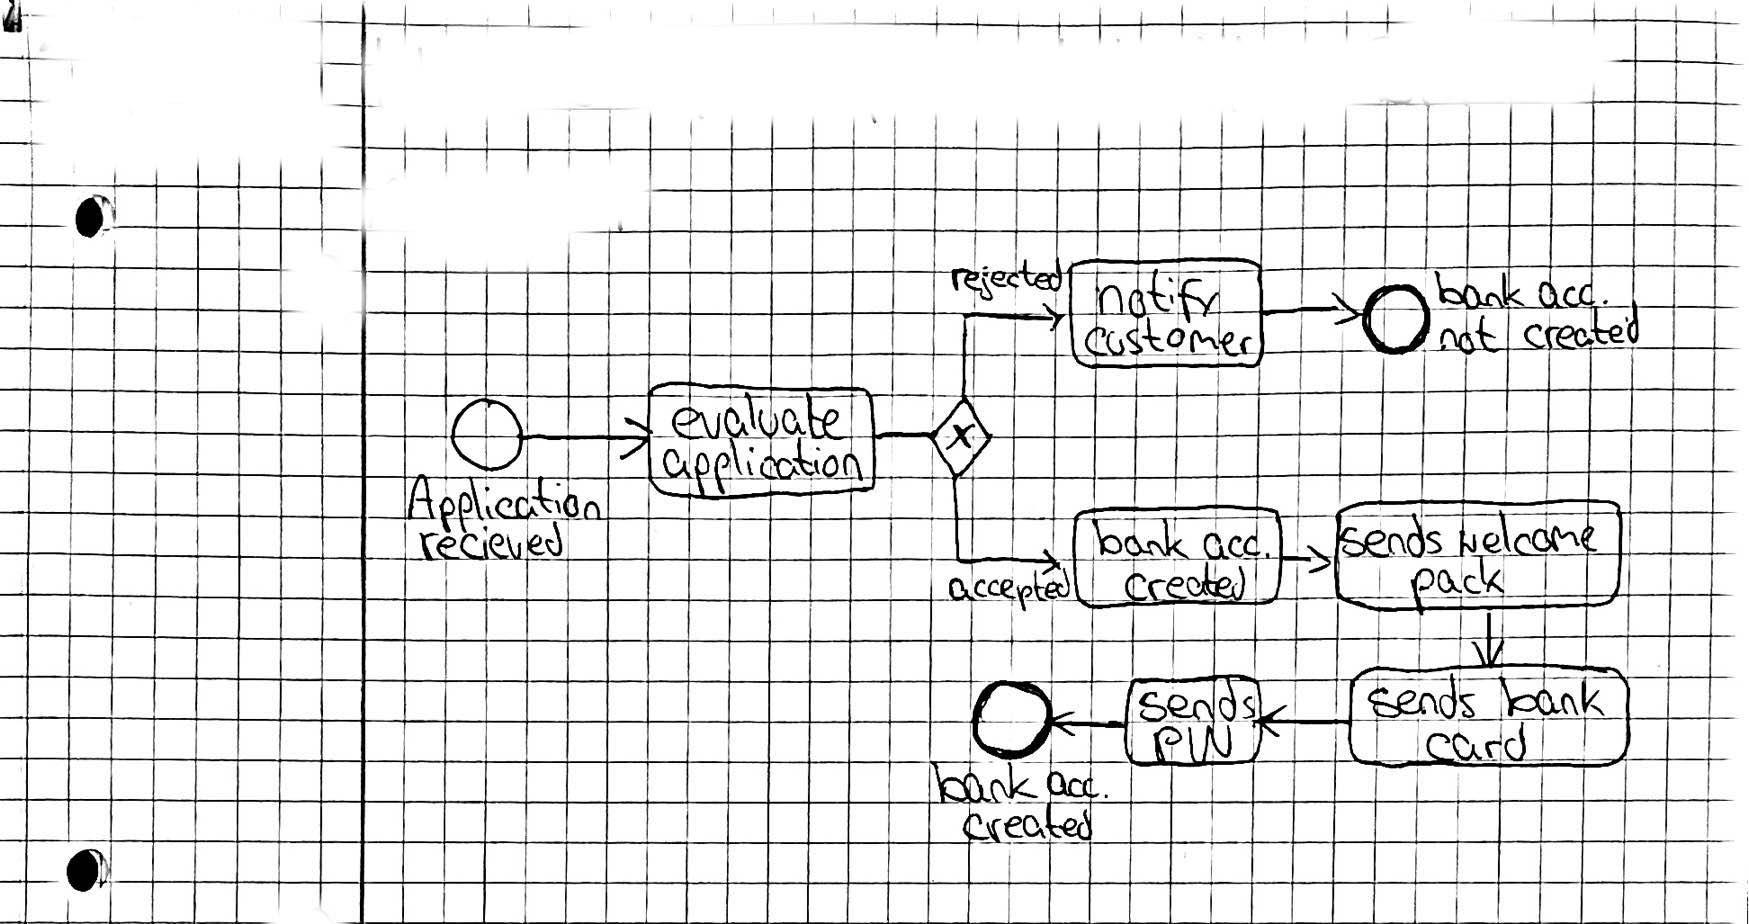 rejected
notify
customer
bank acc.
not created
evaluate
application
X
Application
recieved
accepted
bank acc.
created
sends welcome
pack
sends bank
card
sends
PW
bank acc.
created